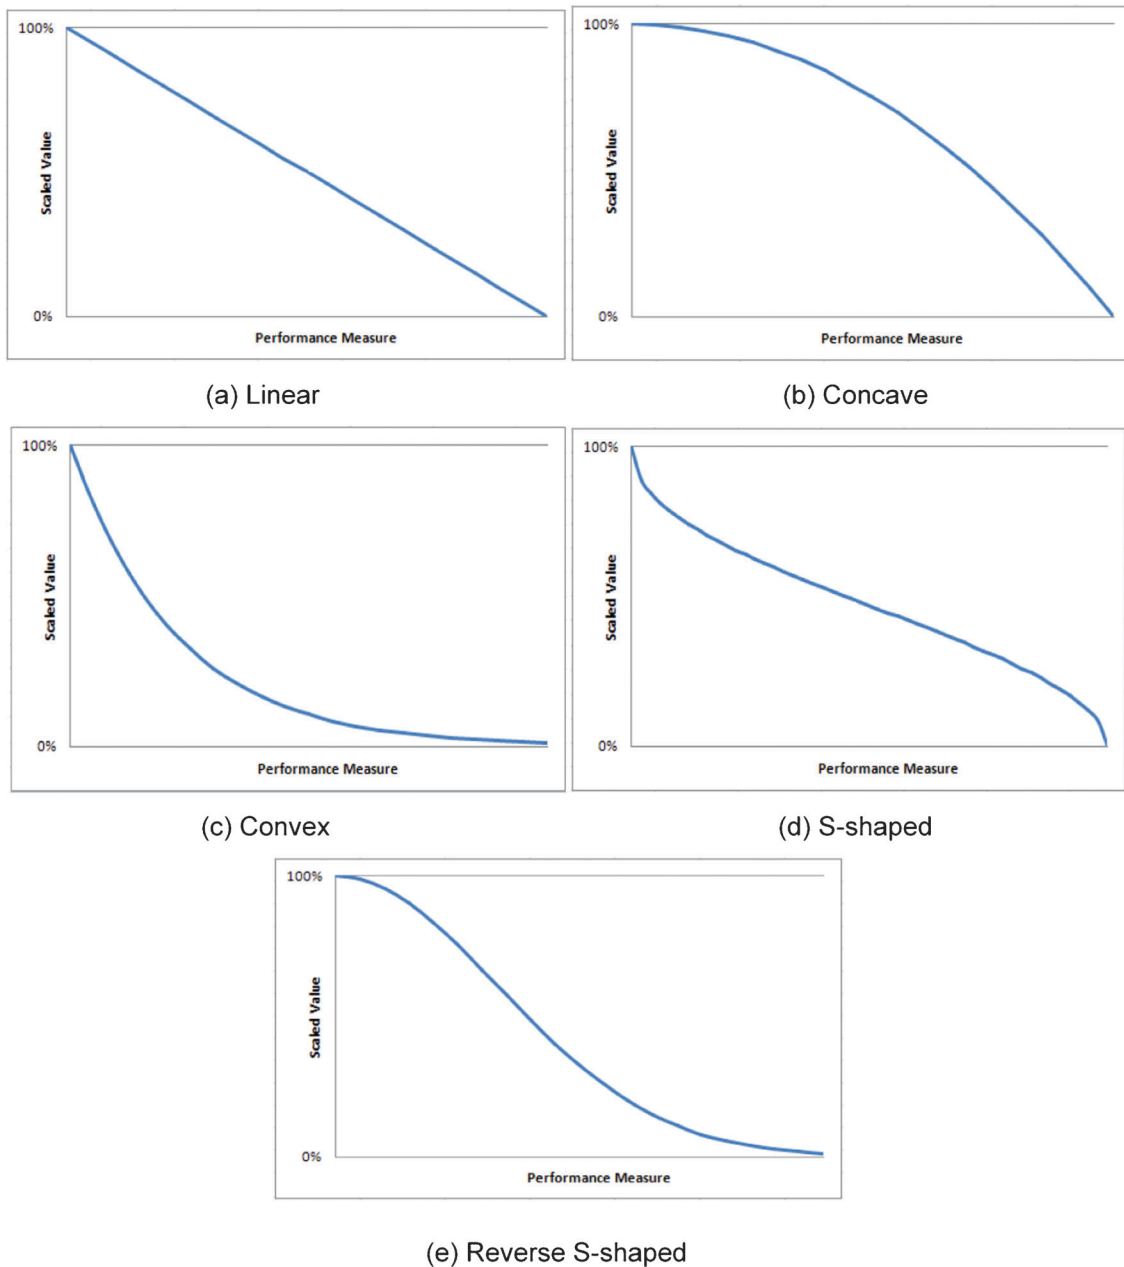 100%
Scaled Value
0%
Performance Measure
(a) Linear
100%
Scaled Value
0%
Performance Measure
(b) Concave
100%
Scaled Value
0%
Performance Measure
(c) Convex
100%
Scaled Value
0%
Performance Measure
(d) S-shaped
100%
Scaled Value
0%
Performance Measure
(e) Reverse S-shaped